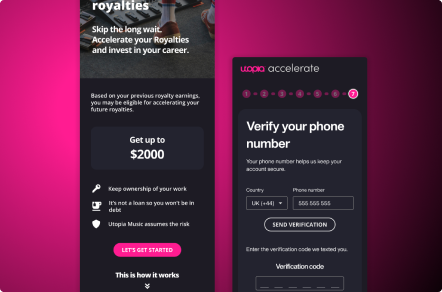 royalties
Skip the long wait.
Accelerate your Royalties
and invest in your career.
Based on your previous royalty earnings,
you may be eligible for accelerating your
future royalties.
Get up to
$2000
Keep ownership of your work
It's not a loan so you won't be in
debt
Utopia Music assumes the risk
LET'S GET STARTED
This is how it works
utopia accelerate
1 2 3 4 5 6 7
Verify your phone
number
Your phone number helps us keep your
account secure.
Country Phone number
UK (+44) 555 555 555
SEND VERIFICATION
Enter the verification code we texted you.
Verification code